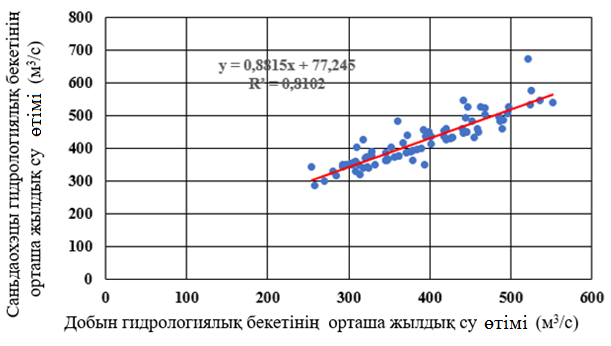 800
700
600
500
400
300
200
100
0
y = 0,8815x + 77,245
R² = 0,8102
0 100 200 300 400 500 600
Саньдаохэцы гидрологиялық бекетінің
орташа жылдық су өтімі (м³/с)
Добын гидрологиялық бекетінің орташа жылдық су өтімі (м³/с)